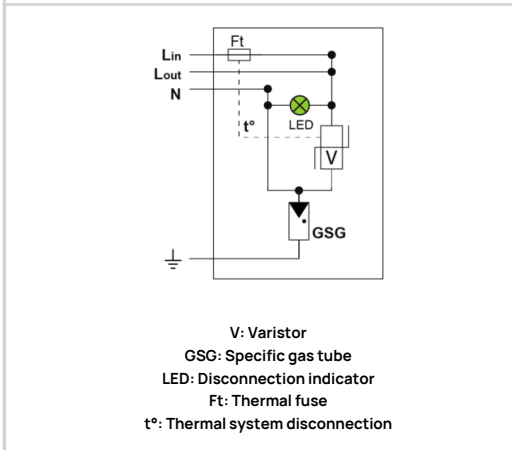 Ft
Lin
Lout
N
t°
LED
V
GSG
V: Varistor
GSG: Specific gas tube
LED: Disconnection indicator
Ft: Thermal fuse
t°: Thermal system disconnection